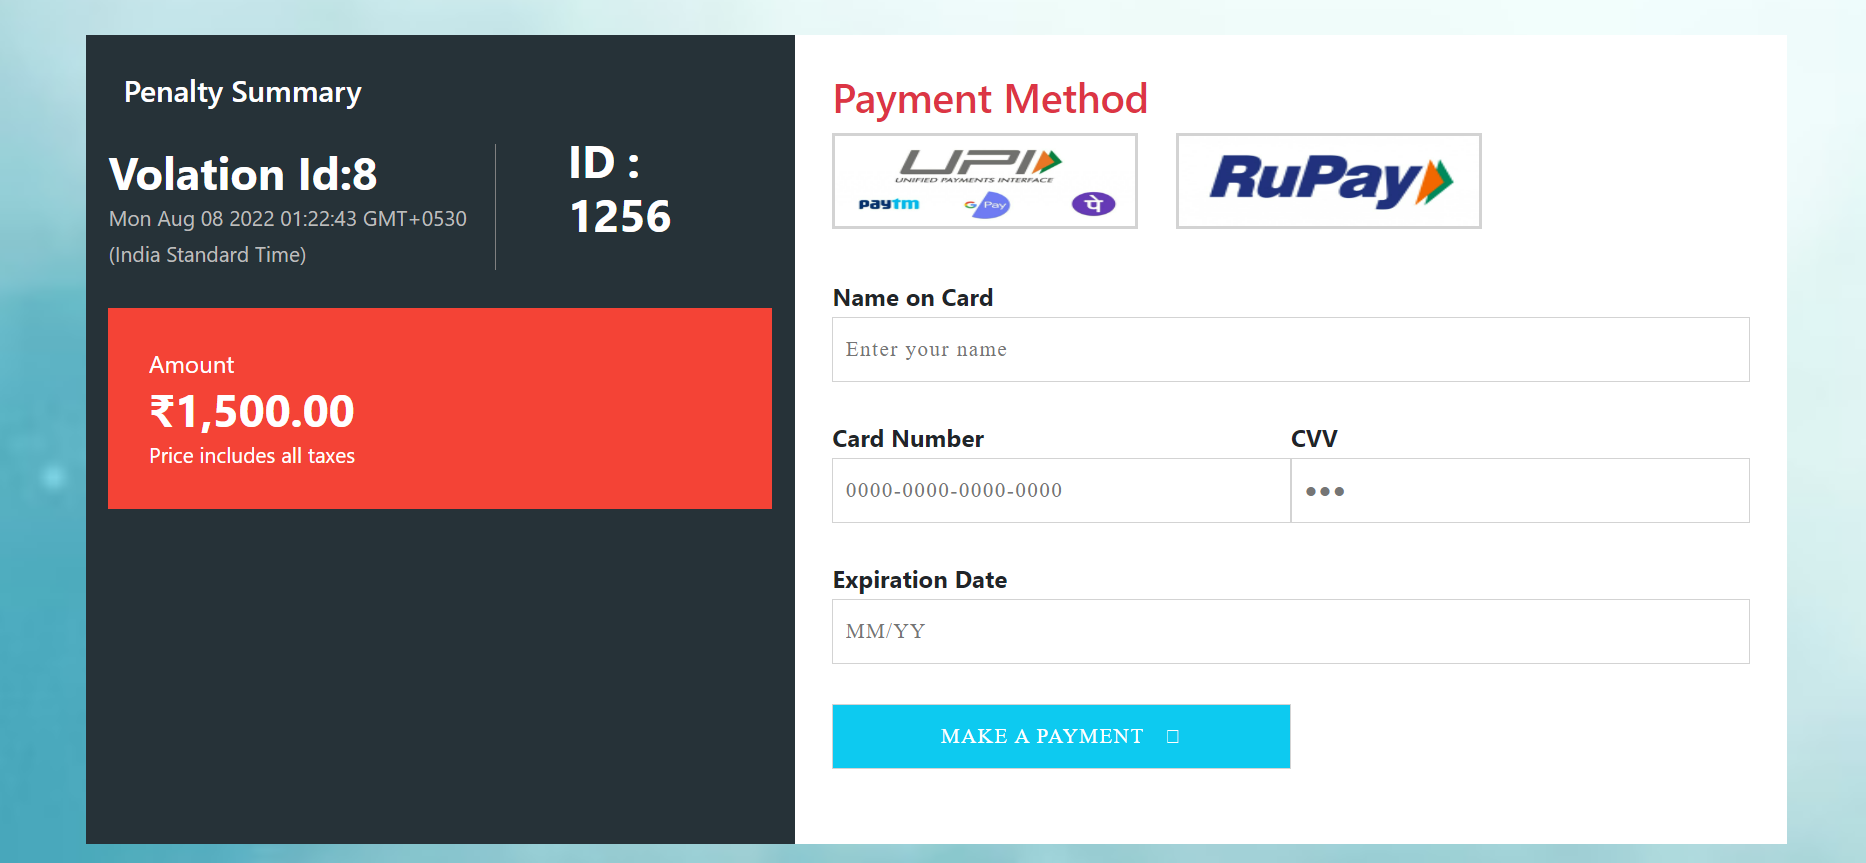 Penalty Summary
Volation Id:8
Mon Aug 08 2022 01:22:43 GMT+0530
(India Standard Time)
ID :
1256
Amount
₹1,500.00
Price includes all taxes
Payment Method
UPI
UNIFIED PAYMENTS INTERFACE
paytm
G Pay
पे
RuPay
Name on Card
Enter your name
Card Number
CVV
0000-0000-0000-0000
●●●
Expiration Date
MM/YY
MAKE A PAYMENT